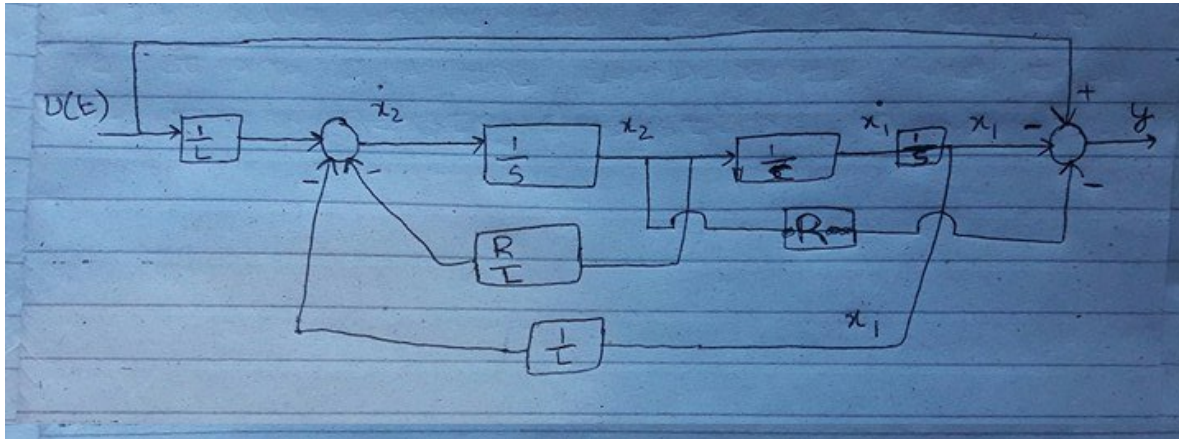 +
U(t) ẋ₂ x₂ ẋ₁ x₁ - y
1/L 1/S 1/C 1/S
- - -
R
R/L
x₁
1/L